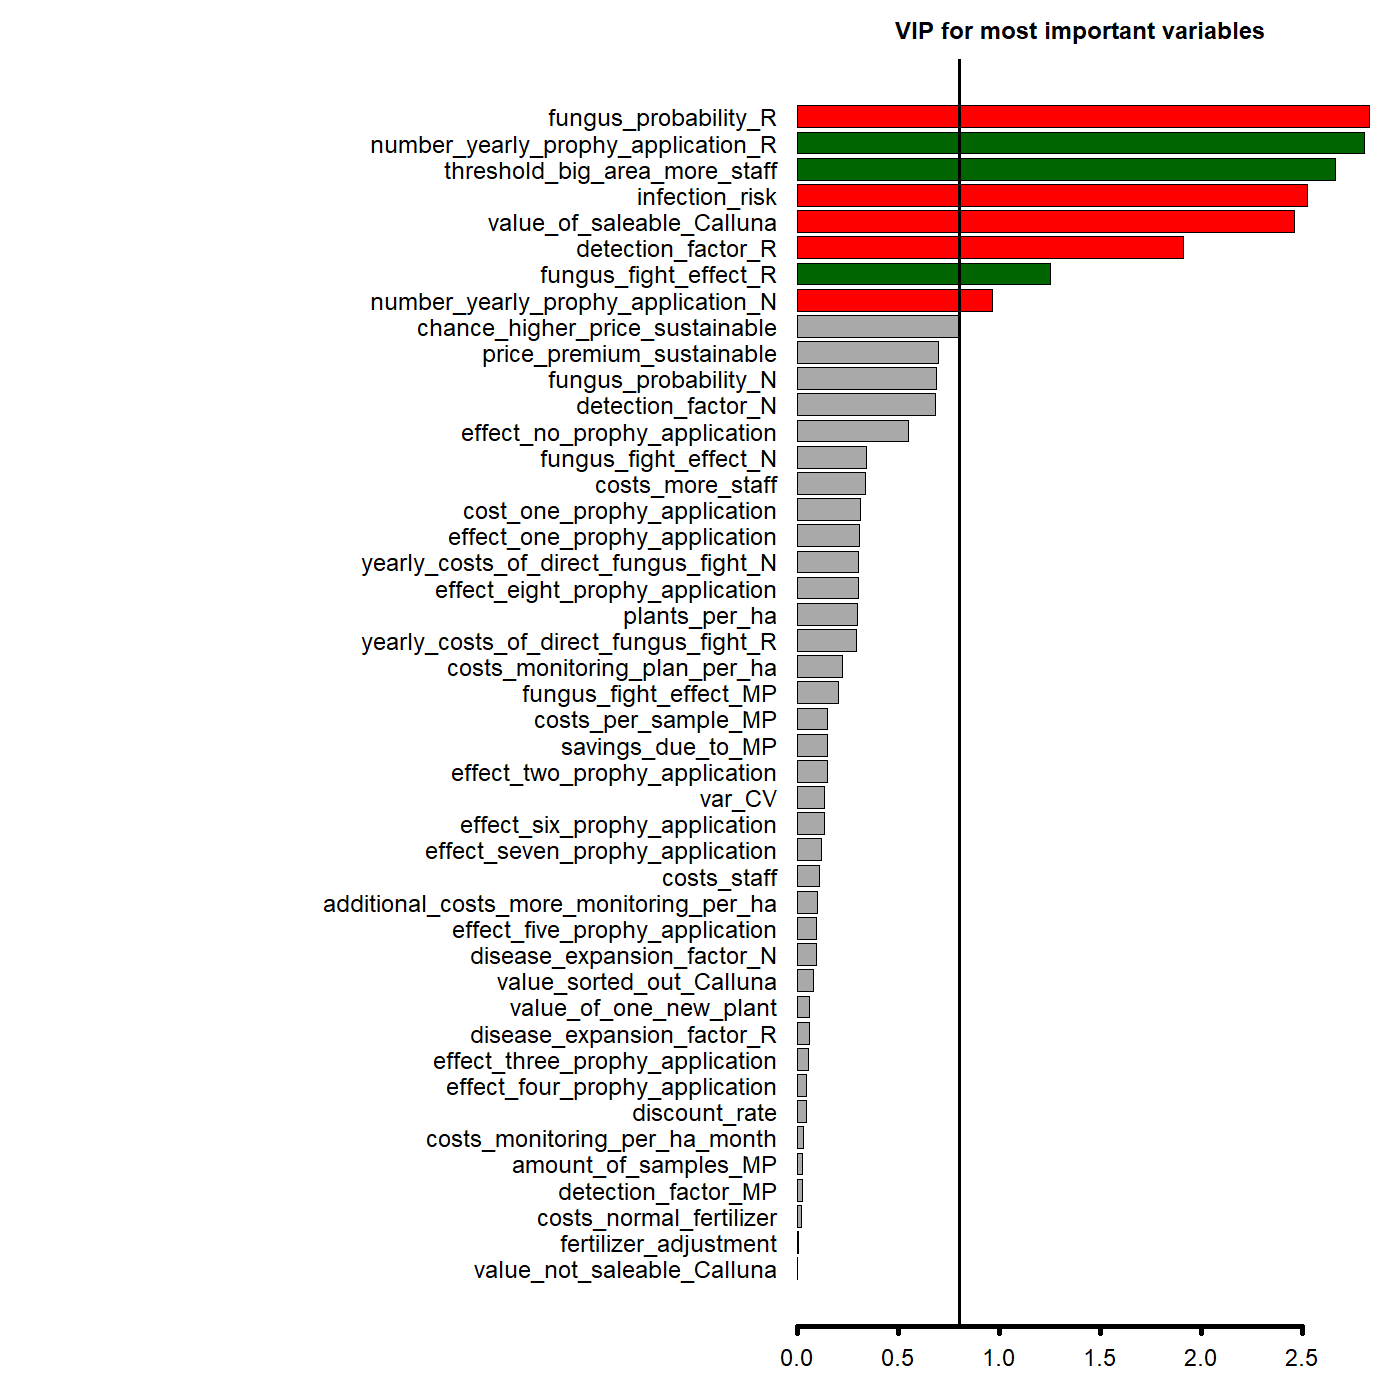 VIP for most important variables
fungus_probability_R
number_yearly_prophy_application_R
threshold_big_area_more_staff
infection_risk
value_of_saleable_Calluna
detection_factor_R
fungus_fight_effect_R
number_yearly_prophy_application_N
chance_higher_price_sustainable
price_premium_sustainable
fungus_probability_N
detection_factor_N
effect_no_prophy_application
fungus_fight_effect_N
costs_more_staff
cost_one_prophy_application
effect_one_prophy_application
yearly_costs_of_direct_fungus_fight_N
effect_eight_prophy_application
plants_per_ha
yearly_costs_of_direct_fungus_fight_R
costs_monitoring_plan_per_ha
fungus_fight_effect_MP
costs_per_sample_MP
savings_due_to_MP
effect_two_prophy_application
var_CV
effect_six_prophy_application
effect_seven_prophy_application
costs_staff
additional_costs_more_monitoring_per_ha
effect_five_prophy_application
disease_expansion_factor_N
value_sorted_out_Calluna
value_of_one_new_plant
disease_expansion_factor_R
effect_three_prophy_application
effect_four_prophy_application
discount_rate
costs_monitoring_per_ha_month
amount_of_samples_MP
detection_factor_MP
costs_normal_fertilizer
fertilizer_adjustment
value_not_saleable_Calluna
0.0 0.5 1.0 1.5 2.0 2.5